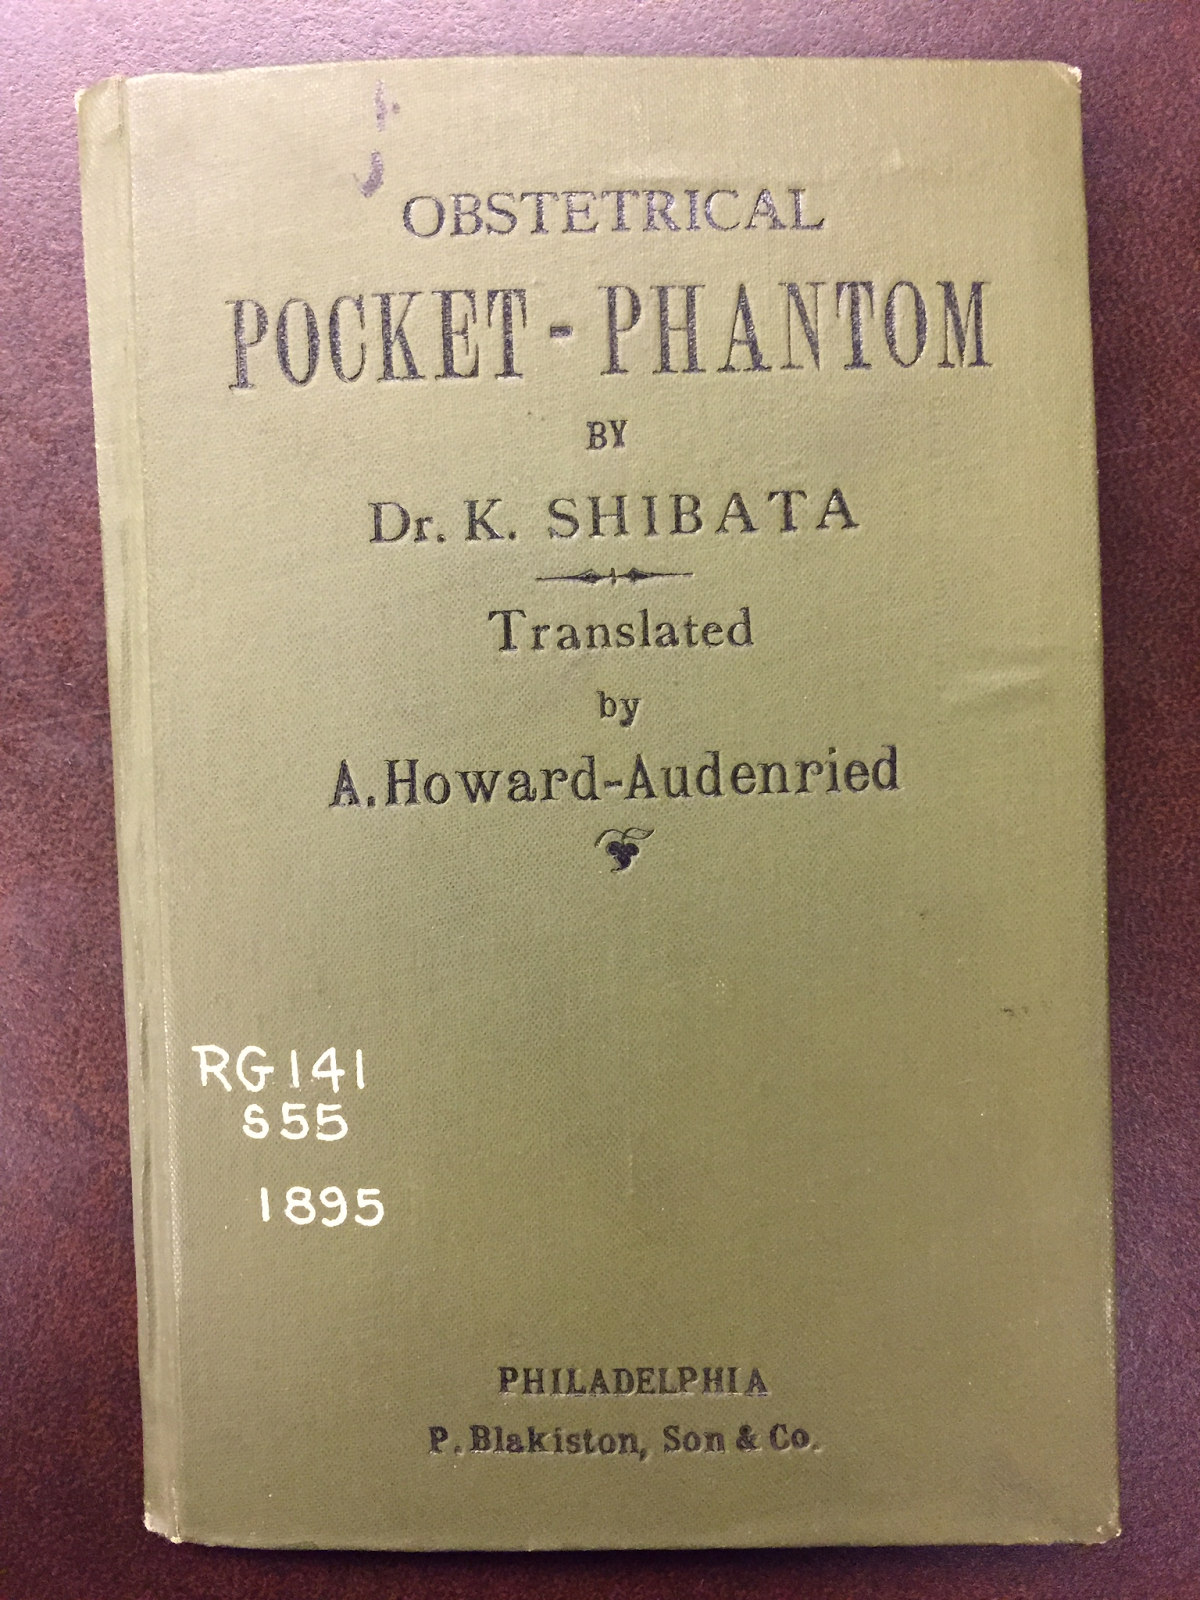 OBSTETRICAL
POCKET-PHANTOM
BY
Dr. K. SHIBATA
Translated
by
A. Howard-Audenried
RG141
S55
1895
PHILADELPHIA
P. Blakiston, Son & Co.